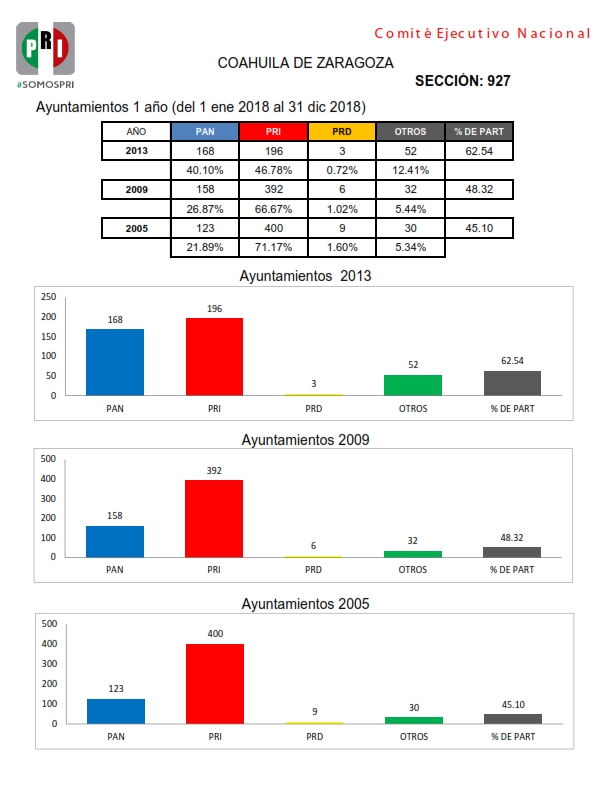 Comité Ejecutivo Nacional
PRI
#SOMOSPRI
COAHUILA DE ZARAGOZA
SECCIÓN: 927
Ayuntamientos 1 año (del 1 ene 2018 al 31 dic 2018)
AÑO PAN PRI PRD OTROS % DE PART
2013 168 196 3 52 62.54
40.10% 46.78% 0.72% 12.41%
2009 158 392 6 32 48.32
26.87% 66.67% 1.02% 5.44%
2005 123 400 9 30 45.10
21.89% 71.17% 1.60% 5.34%
Ayuntamientos 2013
250
200
150
100
50
0
168 196 3 52 62.54
PAN PRI PRD OTROS % DE PART
Ayuntamientos 2009
500
400
300
200
100
0
158 392 6 32 48.32
PAN PRI PRD OTROS % DE PART
Ayuntamientos 2005
500
400
300
200
100
0
123 400 9 30 45.10
PAN PRI PRD OTROS % DE PART